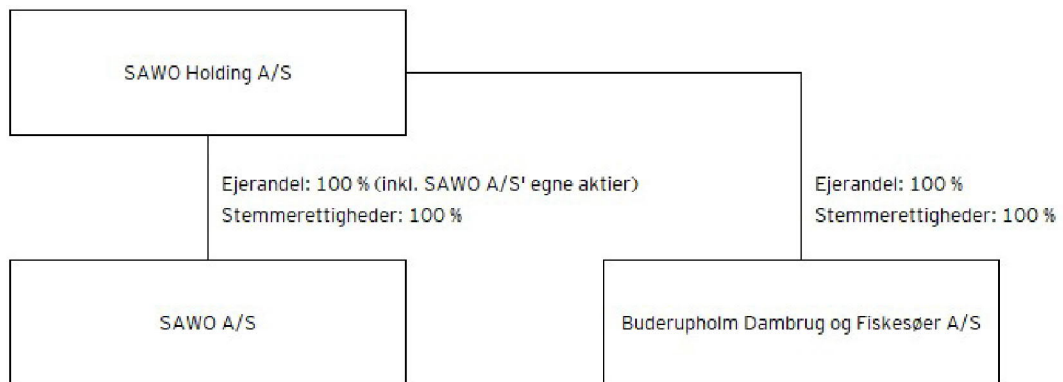 SAWO Holding A/S
Ejerandel: 100 % (inkl. SAWO A/S' egne aktier)
Stemmerettigheder: 100 %
Ejerandel: 100 %
Stemmerettigheder: 100 %
SAWO A/S
Buderupholm Dambrug og Fiskesøer A/S